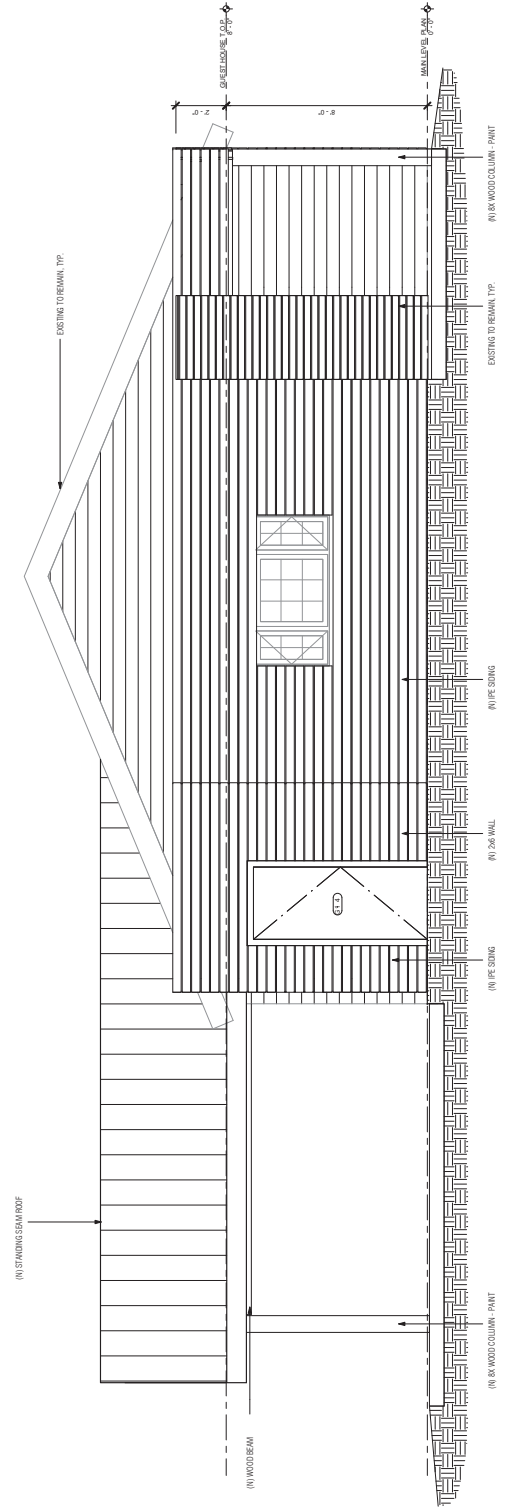 (N) STANDING SEAM ROOF
EXISTING TO REMAIN, TYP.
GUEST HOUSE T.O.P.
8' - 0"
2' - 0"
8' - 0"
MAIN LEVEL PLAN
0' - 0"
(N) WOOD BEAM
(N) 8X WOOD COLUMN - PAINT
(N) IPE SIDING
(N) 2x6 WALL
(N) IPE SIDING
EXISTING TO REMAIN, TYP.
(N) 8X WOOD COLUMN - PAINT